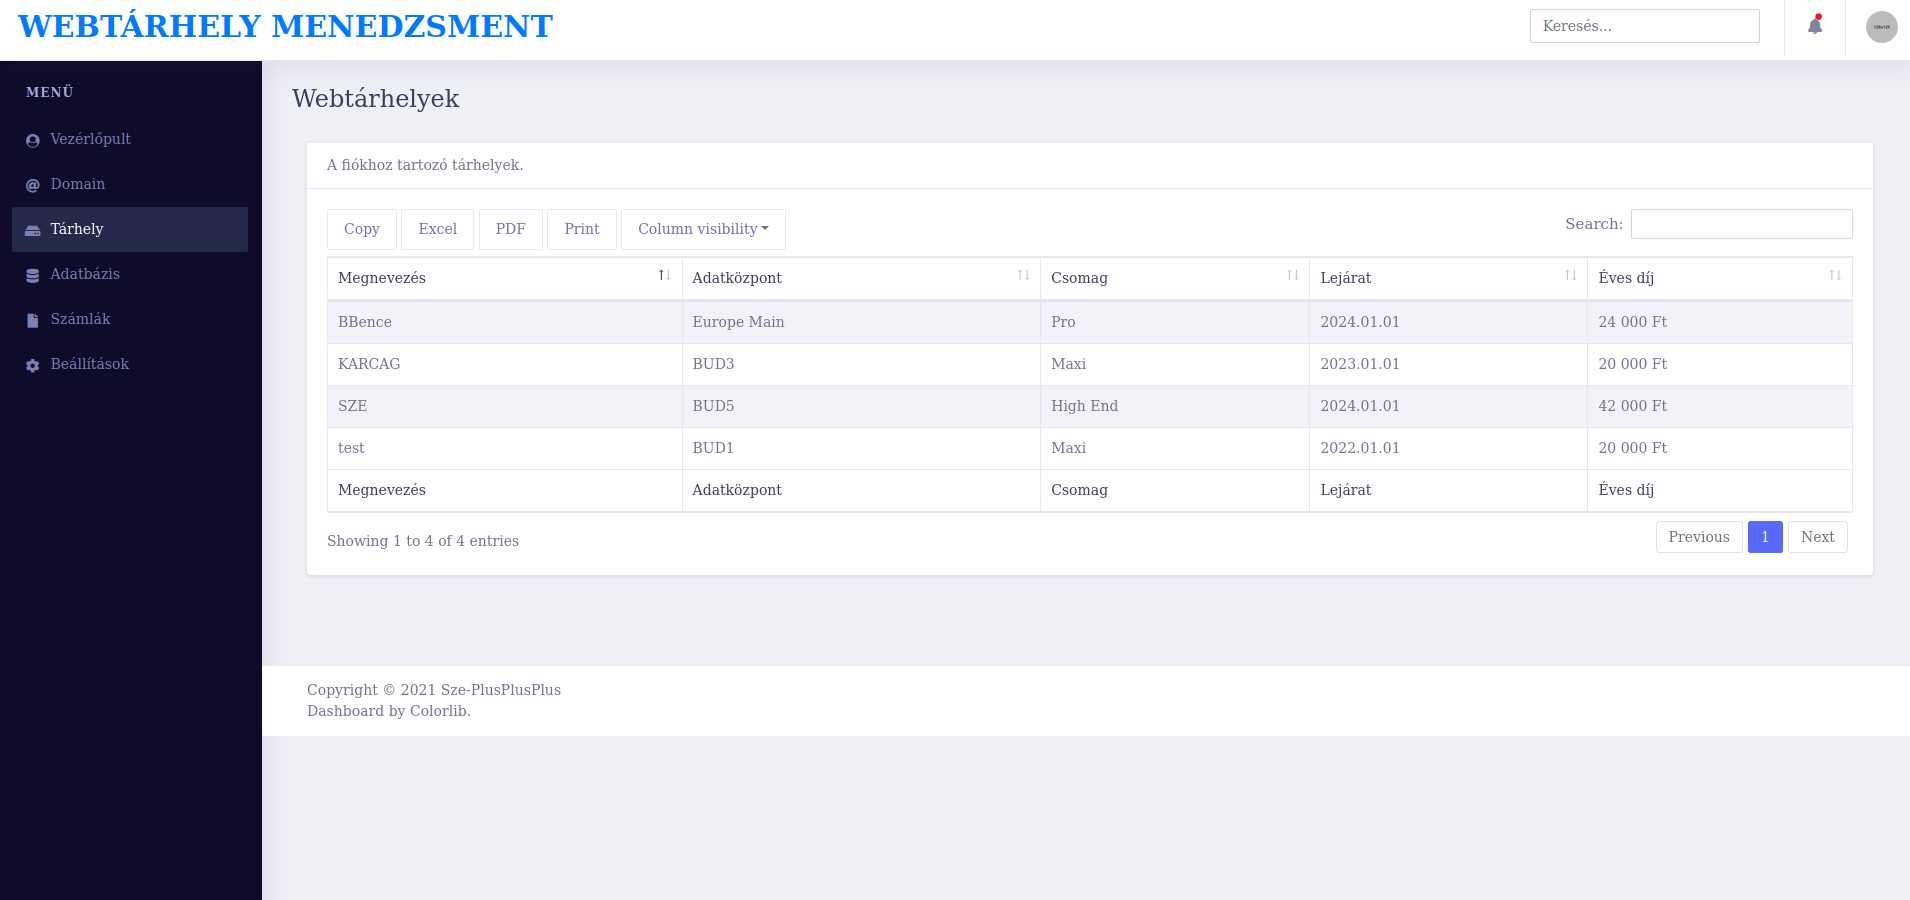 WEBTÁRHELY MENEDZSMENT
Keresés...
MENÜ
Vezérlőpult
Domain
Tárhely
Adatbázis
Számlák
Beállítások
Webtárhelyek
A fiókhoz tartozó tárhelyek.
Copy Excel PDF Print Column visibility
Search:
Megnevezés Adatközpont Csomag Lejárat Éves díj
BBence Europe Main Pro 2024.01.01 24 000 Ft
KARCAG BUD3 Maxi 2023.01.01 20 000 Ft
SZE BUD5 High End 2024.01.01 42 000 Ft
test BUD1 Maxi 2022.01.01 20 000 Ft
Megnevezés Adatközpont Csomag Lejárat Éves díj
Showing 1 to 4 of 4 entries
Previous 1 Next
Copyright © 2021 Sze-PlusPlusPlus
Dashboard by Colorlib.